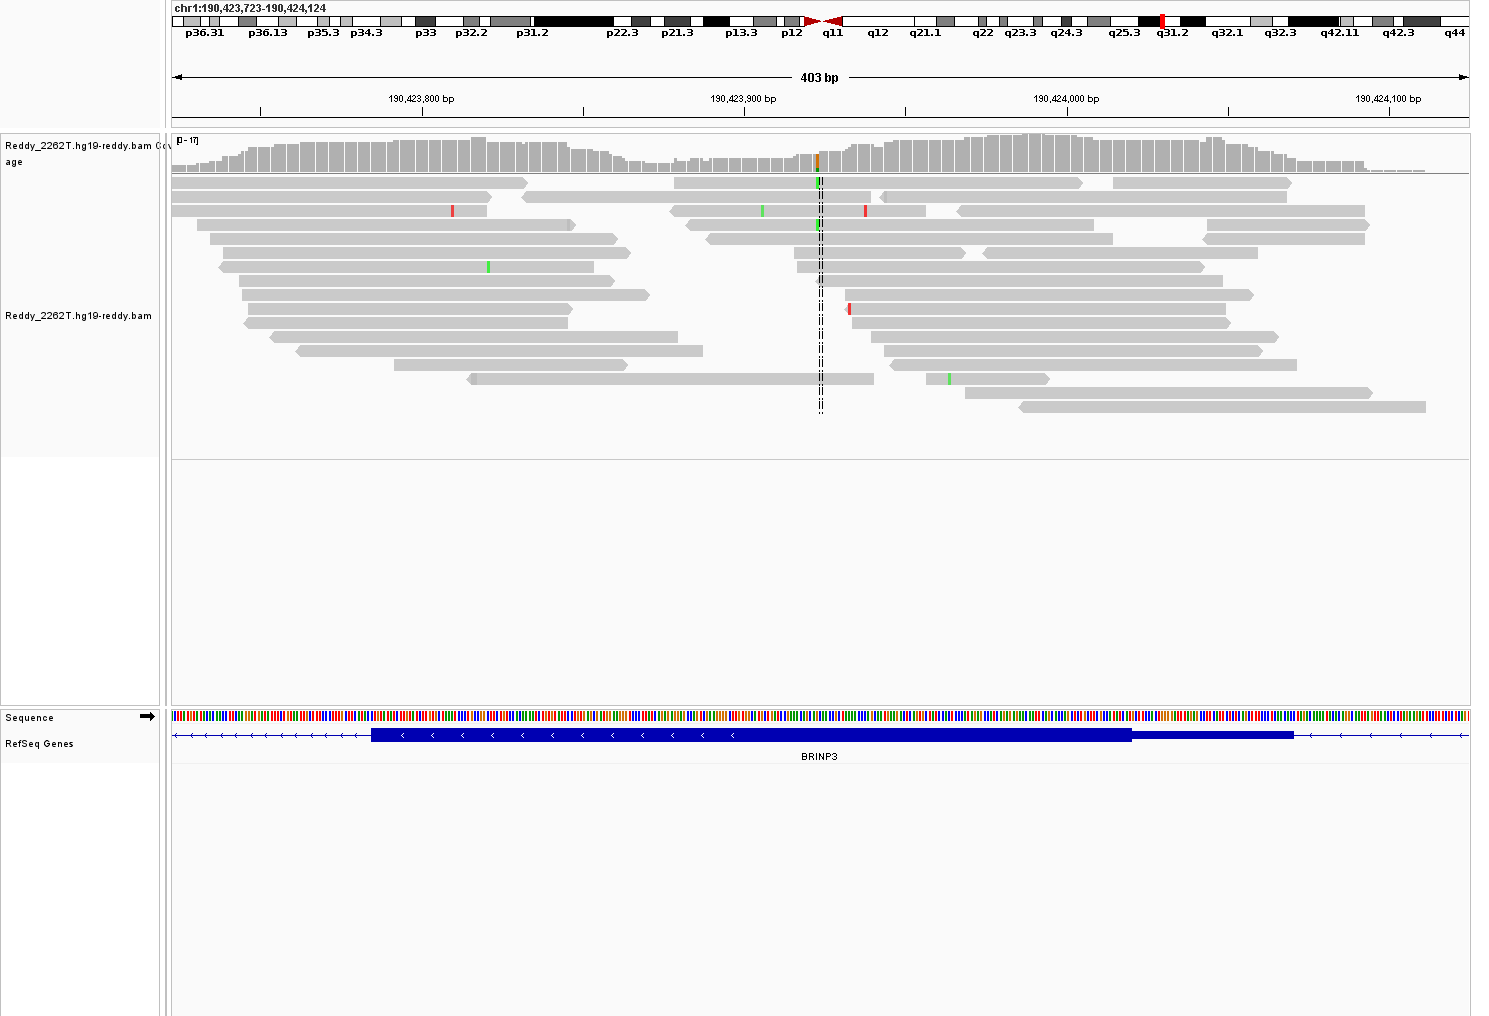 chr1:190,423,723-190,424,124
p36.31 p36.13 p35.3 p34.3 p33 p32.2 p31.2 p22.3 p21.3 p13.3 p12 q11 q12 q21.1 q22 q23.3 q24.3 q25.3 q31.2 q32.1 q32.3 q42.11 q42.3 q44
403 bp
190,423,800 bp 190,423,900 bp 190,424,000 bp 190,424,100 bp
[0 - 17]
Reddy_2262T.hg19-reddy.bam Cov
age
Reddy_2262T.hg19-reddy.bam
Sequence
RefSeq Genes
BRINP3